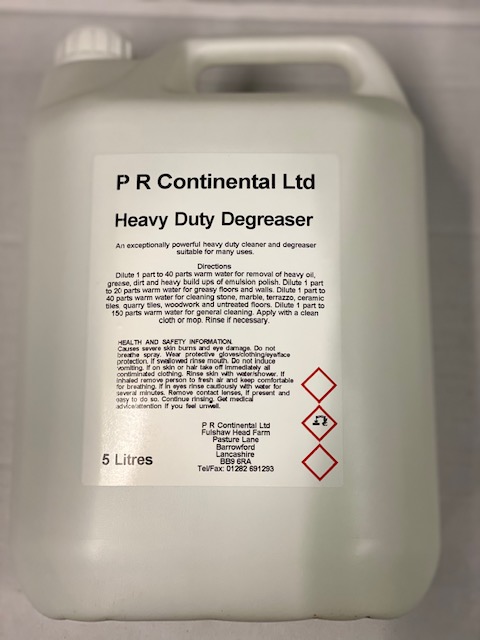 P R Continental Ltd
Heavy Duty Degreaser
An exceptionally powerful heavy duty cleaner and degreaser
suitable for many uses.
Directions
Dilute 1 part to 40 parts warm water for removal of heavy oil,
grease, dirt and heavy build ups of emulsion polish. Dilute 1 part
to 20 parts warm water for greasy floors and walls. Dilute 1 part to
40 parts warm water for cleaning stone, marble, terrazzo, ceramic
tiles, quarry tiles, woodwork and untreated floors. Dilute 1 part to
150 parts warm water for general cleaning. Apply with a clean
cloth or mop. Rinse if necessary.
HEALTH AND SAFETY INFORMATION.
Causes severe skin burns and eye damage. Do not
breathe spray. Wear protective gloves/clothing/eye/face
protection. If swallowed rinse mouth. Do not induce
vomiting. If on skin or hair take off immediately all
contiminated clothing. Rinse skin with water/shower. If
inhaled remove person to fresh air and keep comfortable
for breathing. If in eyes rinse cautiously with water for
several minutes. Remove contact lenses, if present and
easy to do so. Continue rinsing. Get medical
advice/attention if you feel unwell.
P R Continental Ltd
Fulshaw Head Farm
Pasture Lane
Barrowford
Lancashire
BB9 6RA
Tel/Fax: 01282 691293
5 Litres